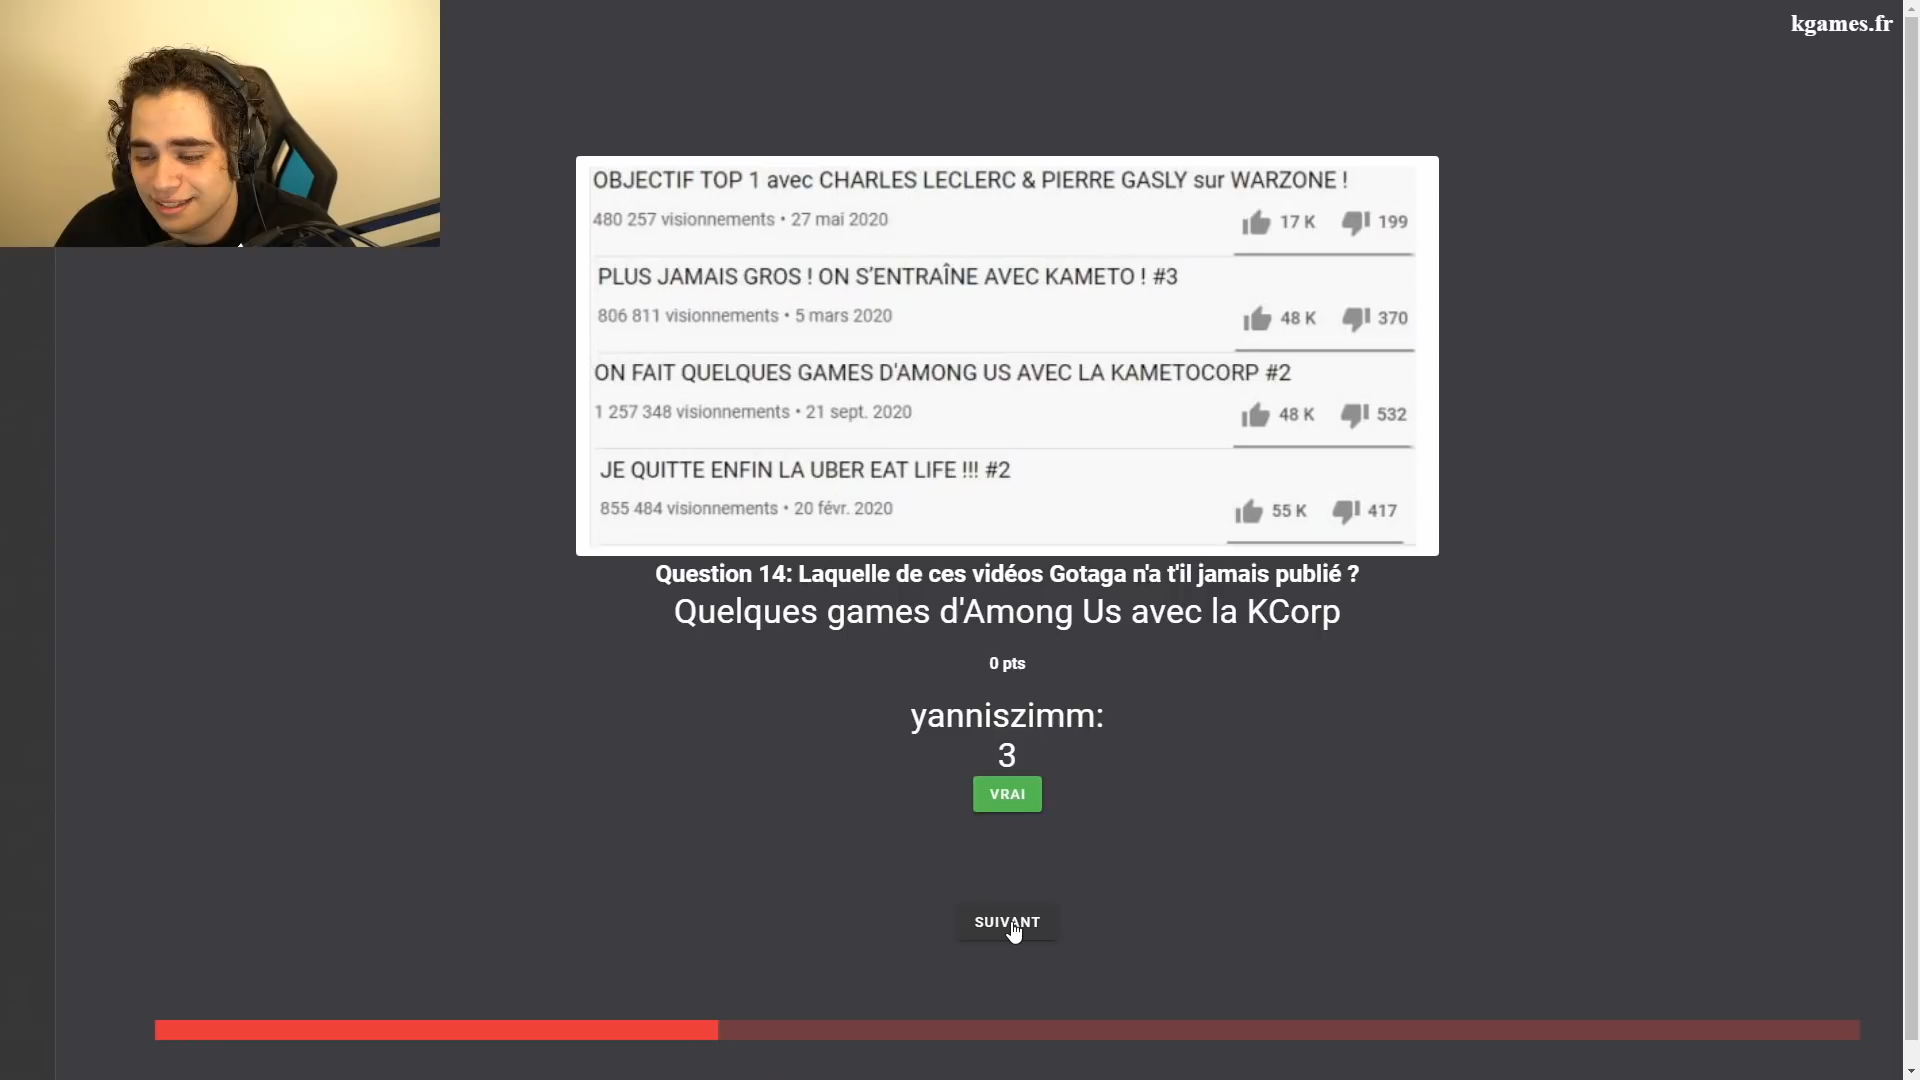 kgames.fr
OBJECTIF TOP 1 avec CHARLES LECLERC & PIERRE GASLY sur WARZONE !
480 257 visionnements • 27 mai 2020 17 K 199
PLUS JAMAIS GROS ! ON S'ENTRAÎNE AVEC KAMETO ! #3
806 811 visionnements • 5 mars 2020 48 K 370
ON FAIT QUELQUES GAMES D'AMONG US AVEC LA KAMETOCORP #2
1 257 348 visionnements • 21 sept. 2020 48 K 532
JE QUITTE ENFIN LA UBER EAT LIFE !!! #2
855 484 visionnements • 20 févr. 2020 55 K 417
Question 14: Laquelle de ces vidéos Gotaga n'a t'il jamais publié ?
Quelques games d'Among Us avec la KCorp
0 pts
yanniszimm:
3
VRAI
SUIVANT